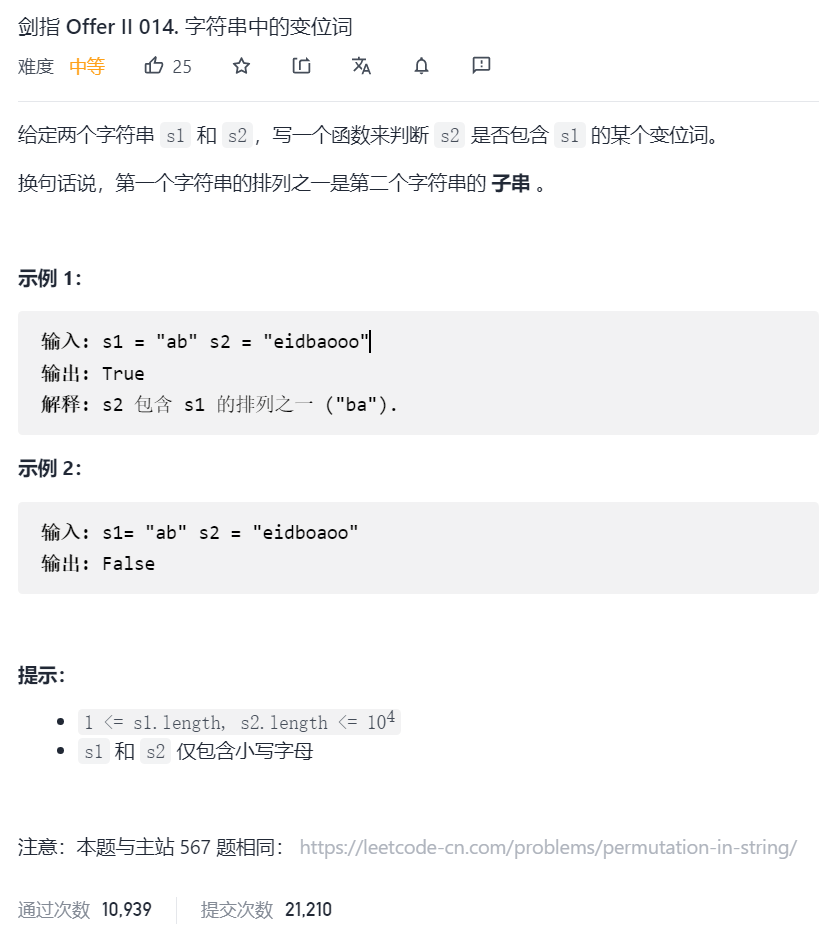 剑指 Offer II 014. 字符串中的变位词
难度 中等 25
给定两个字符串 s1 和 s2，写一个函数来判断 s2 是否包含 s1 的某个变位词。
换句话说，第一个字符串的排列之一是第二个字符串的 子串 。
示例 1：
输入: s1 = "ab" s2 = "eidbaooo"
输出: True
解释: s2 包含 s1 的排列之一 ("ba").
示例 2：
输入: s1= "ab" s2 = "eidboaoo"
输出: False
提示：
1 <= s1.length, s2.length <= 10⁴
s1 和 s2 仅包含小写字母
注意：本题与主站 567 题相同： https://leetcode-cn.com/problems/permutation-in-string/
通过次数 10,939 提交次数 21,210